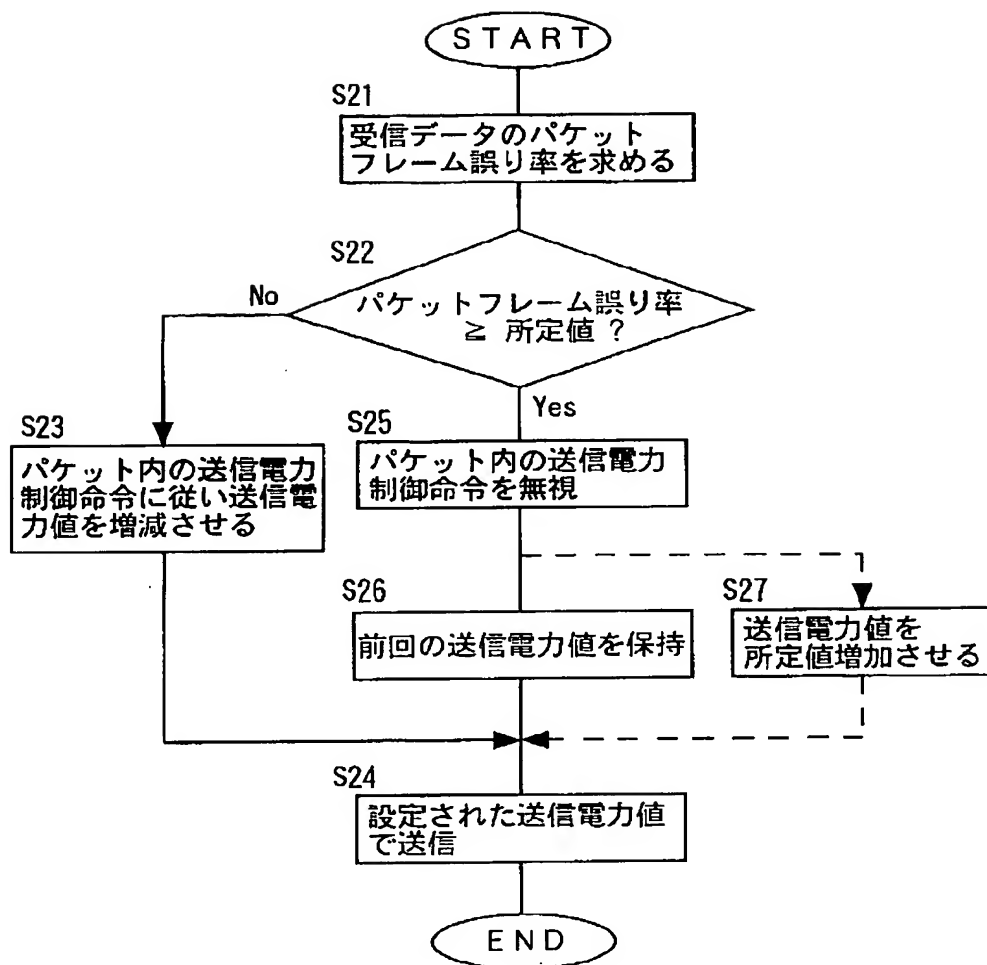 START
S21
受信データのパケット
フレーム誤り率を求める
S22
パケットフレーム誤り率
≧ 所定値 ?
No
Yes
S23
パケット内の送信電力
制御命令に従い送信電
力値を増減させる
S25
パケット内の送信電力
制御命令を無視
S26
前回の送信電力値を保持
S27
送信電力値を
所定値増加させる
S24
設定された送信電力値
で送信
END